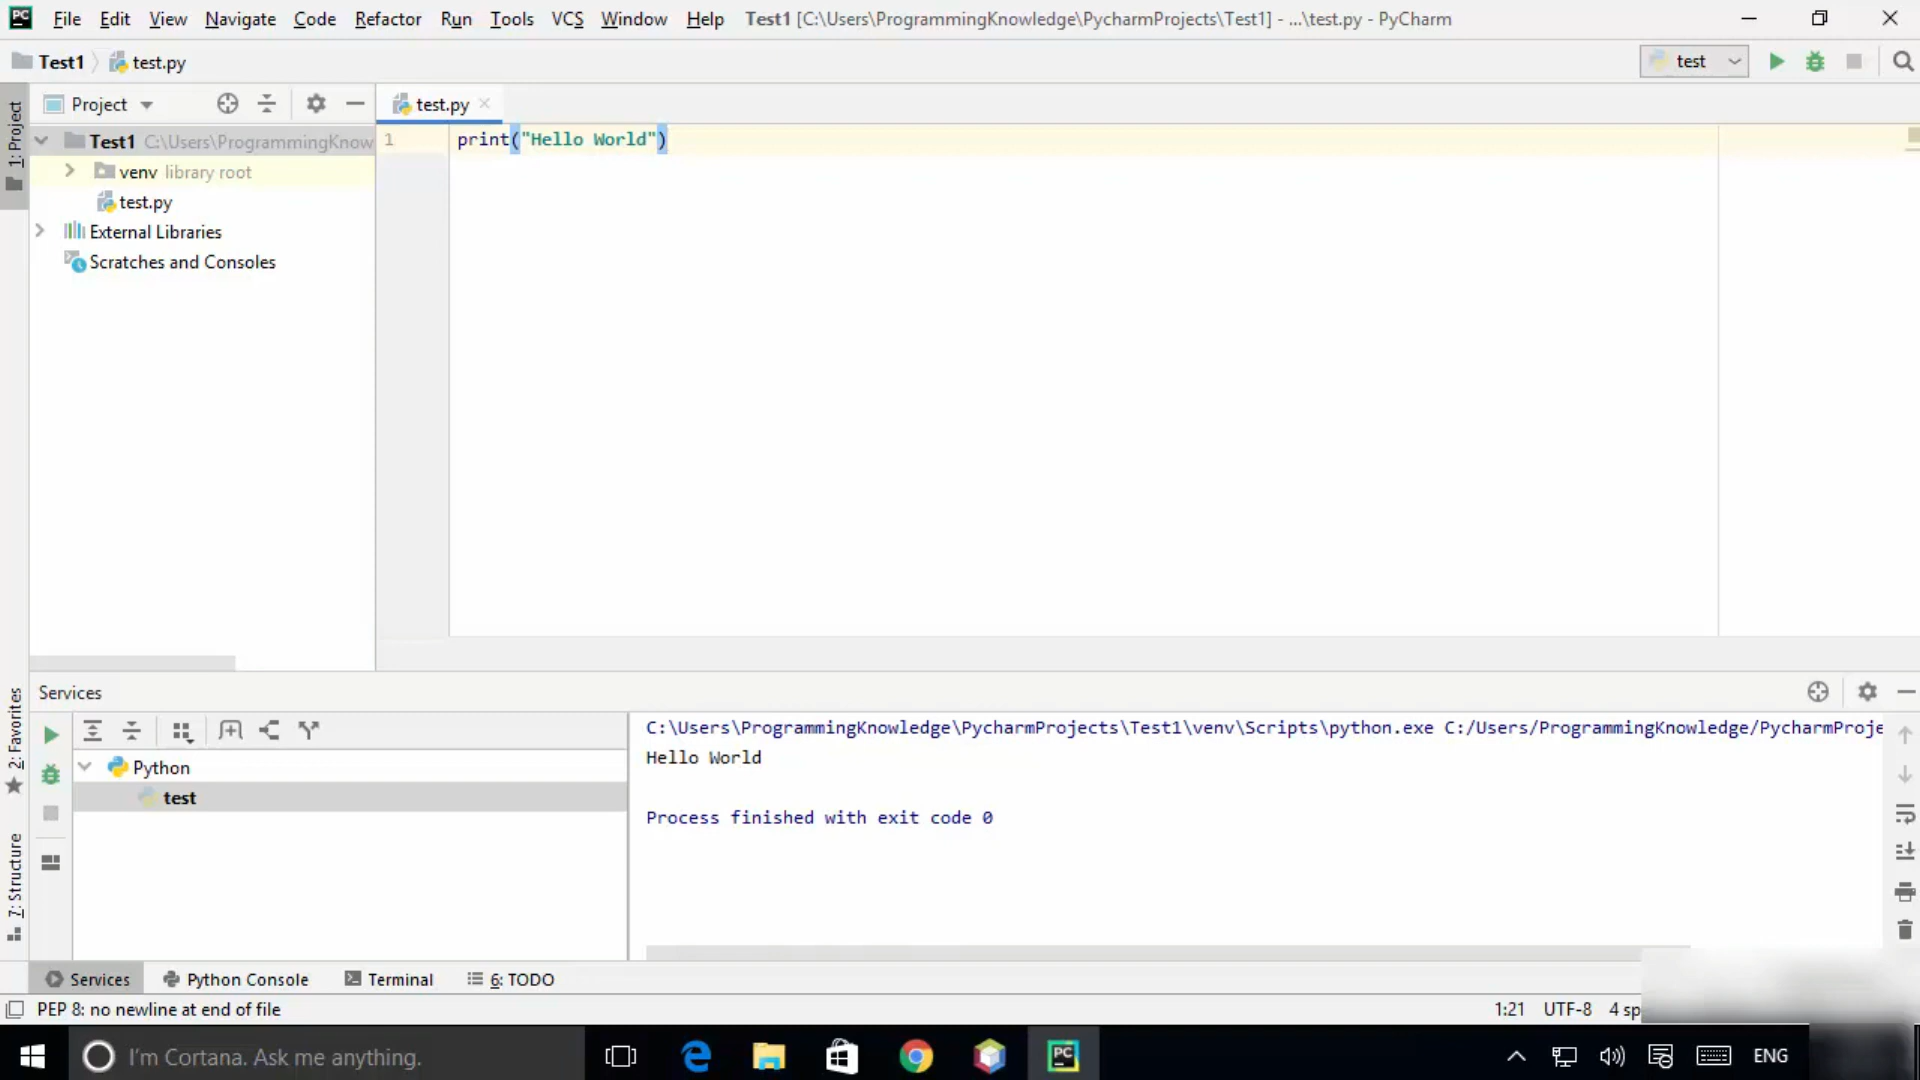 PC File Edit View Navigate Code Refactor Run Tools VCS Window Help Test1 [C:\Users\ProgrammingKnowledge\PycharmProjects\Test1] - ...\test.py - PyCharm
Test1 test.py test
1: Project
Project test.py
Test1 C:\Users\ProgrammingKnow
1 print("Hello World")
venv library root
test.py
External Libraries
Scratches and Consoles
2: Favorites
7: Structure
Services
C:\Users\ProgrammingKnowledge\PycharmProjects\Test1\venv\Scripts\python.exe C:/Users/ProgrammingKnowledge/PycharmProje
Python
Hello World
test
Process finished with exit code 0
Services Python Console Terminal 6: TODO
PEP 8: no newline at end of file 1:21 UTF-8 4 sp
I'm Cortana. Ask me anything. PC ENG